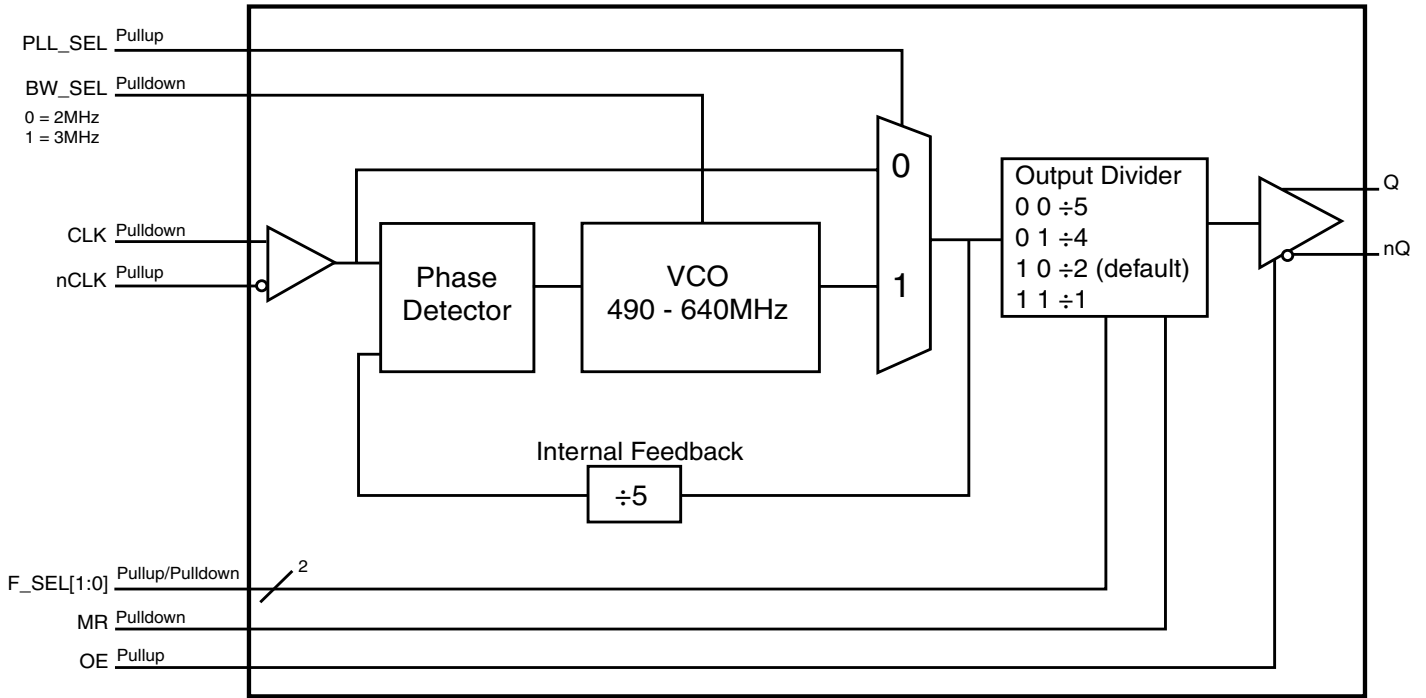 PLL_SEL Pullup
BW_SEL Pulldown
0 = 2MHz
1 = 3MHz
CLK Pulldown
nCLK Pullup
Phase
Detector
VCO
490 - 640MHz
0
1
Output Divider
0 0 ÷5
0 1 ÷4
1 0 ÷2 (default)
1 1 ÷1
Q
nQ
Internal Feedback
÷5
F_SEL[1:0] Pullup/Pulldown 2
MR Pulldown
OE Pullup